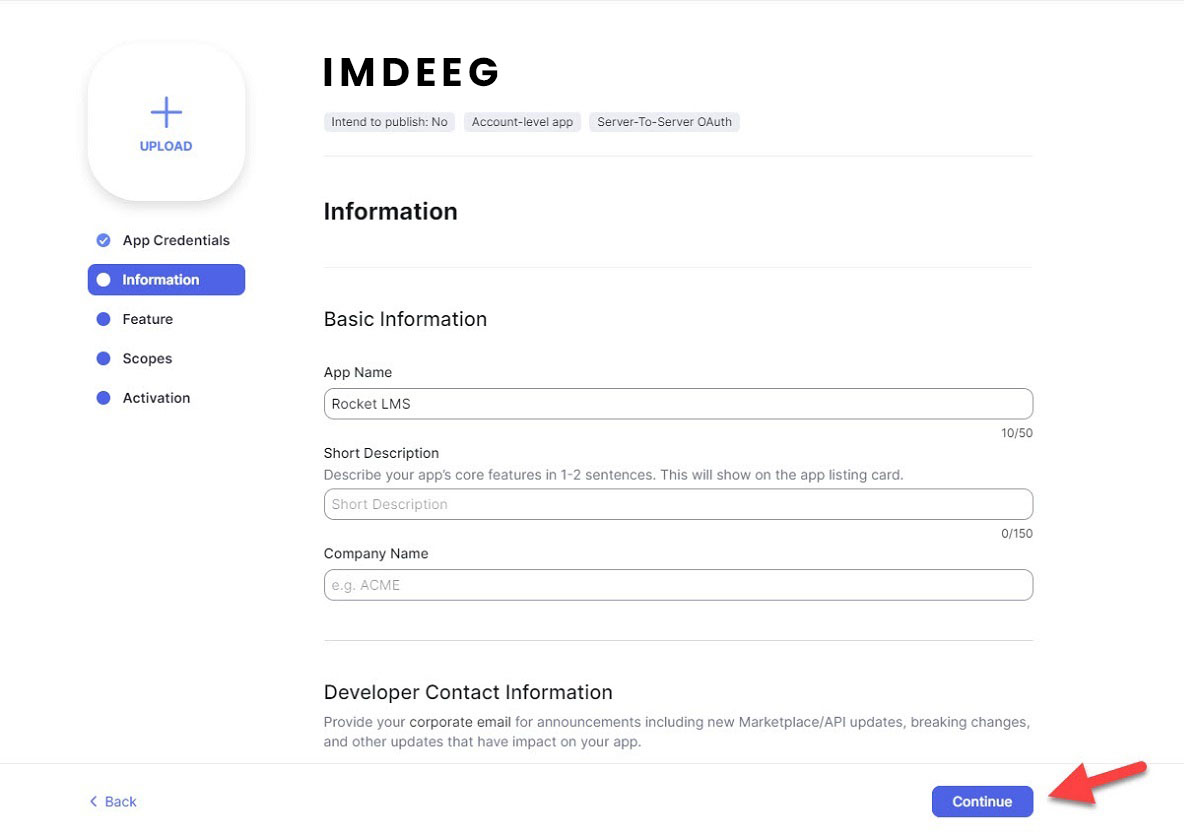 IMDEEG
Intend to publish: No
Account-level app
Server-To-Server OAuth
UPLOAD
App Credentials
Information
Feature
Scopes
Activation
Information
Basic Information
App Name
Rocket LMS
10/50
Short Description
Describe your app's core features in 1-2 sentences. This will show on the app listing card.
Short Description
0/150
Company Name
e.g. ACME
Developer Contact Information
Provide your corporate email for announcements including new Marketplace/API updates, breaking changes,
and other updates that have impact on your app.
Back
Continue